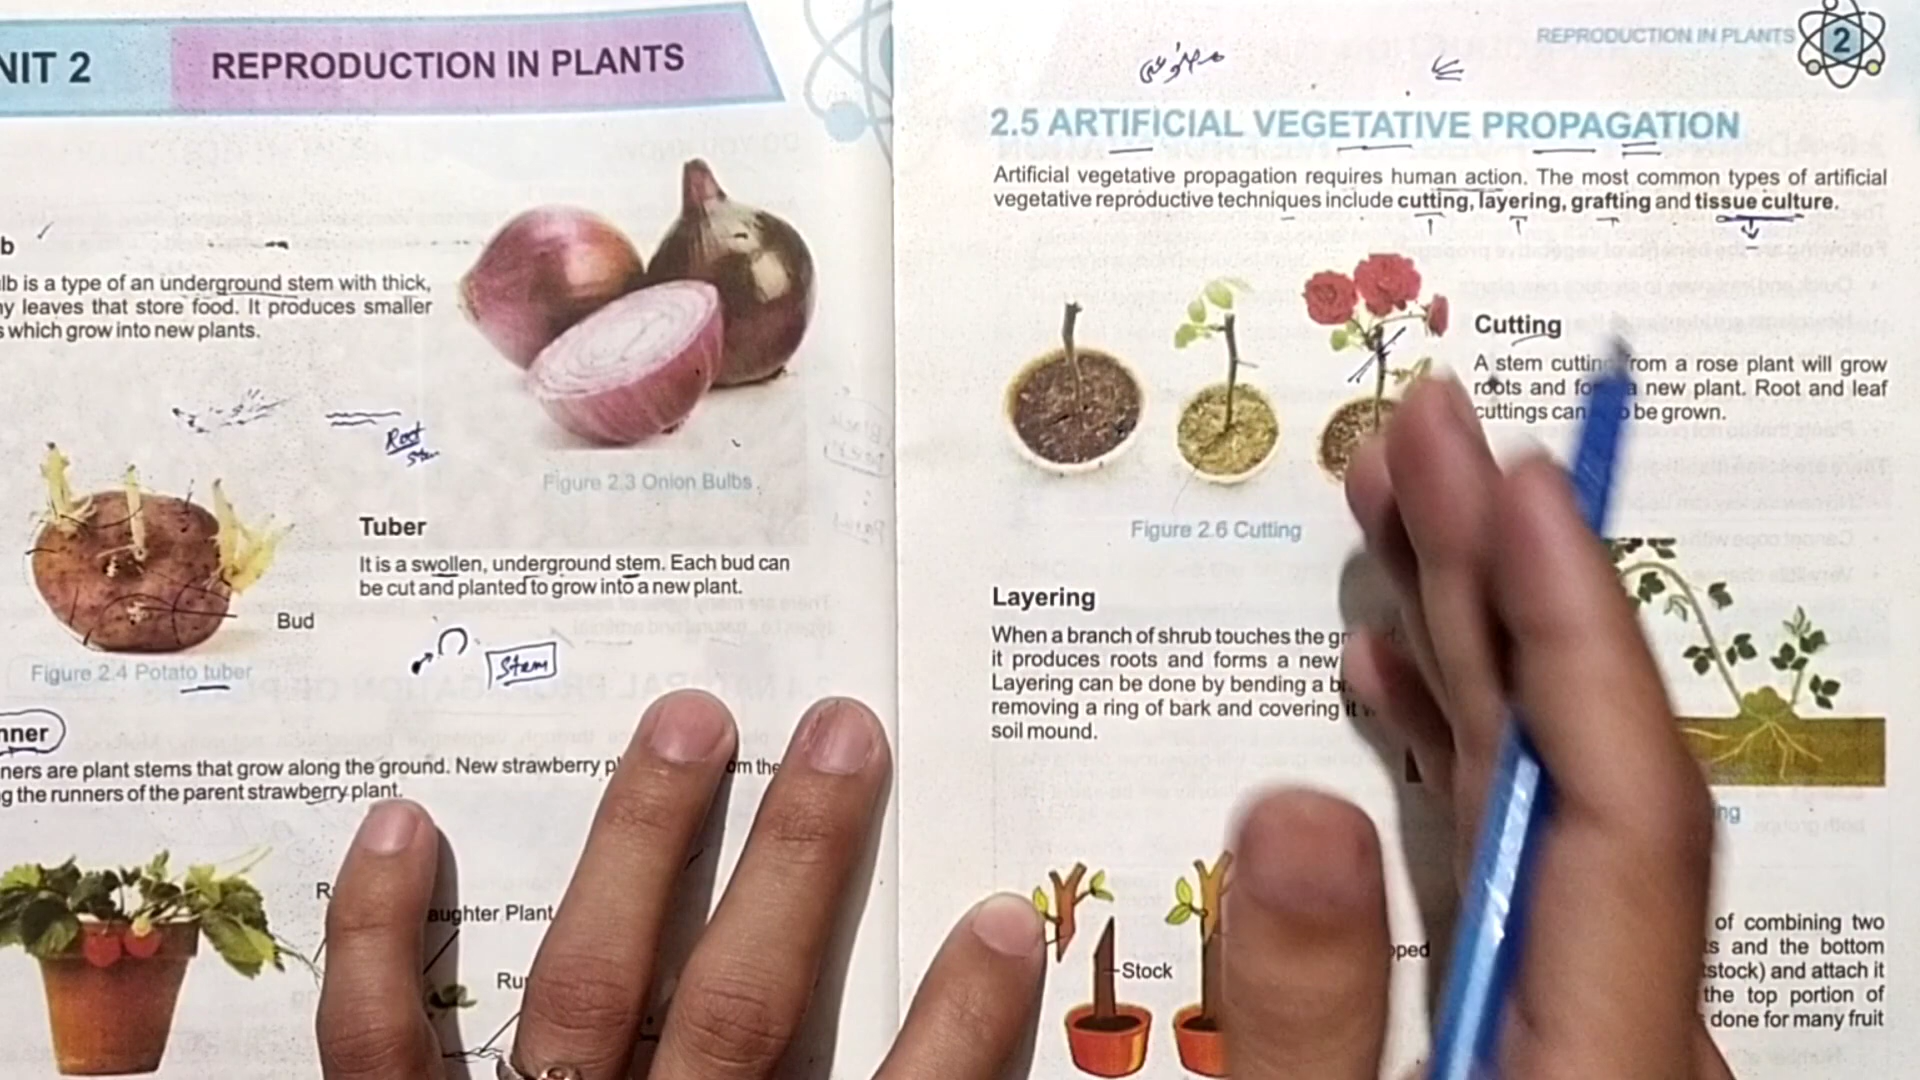 NIT 2
REPRODUCTION IN PLANTS
b
lb is a type of an underground stem with thick,
y leaves that store food. It produces smaller
s which grow into new plants.
Root
Figure 2.3 Onion Bulbs
Tuber
It is a swollen, underground stem. Each bud can
be cut and planted to grow into a new plant.
Bud
Stem
Figure 2.4 Potato tuber
nner
ners are plant stems that grow along the ground. New strawberry p om the
g the runners of the parent strawberry plant.
R
aughter Plant
Ru
REPRODUCTION IN PLANTS
2
2.5 ARTIFICIAL VEGETATIVE PROPAGATION
Artificial vegetative propagation requires human action. The most common types of artificial
vegetative reproductive techniques include cutting, layering, grafting and tissue culture.
Cutting
A stem cutting from a rose plant will grow
roots and fo a new plant. Root and leaf
cuttings can o be grown.
Figure 2.6 Cutting
Layering
When a branch of shrub touches the gr
it produces roots and forms a new
Layering can be done by bending a br
removing a ring of bark and covering it
soil mound.
ng
Stock
pped
of combining two
s and the bottom
stock) and attach it
the top portion of
done for many fruit